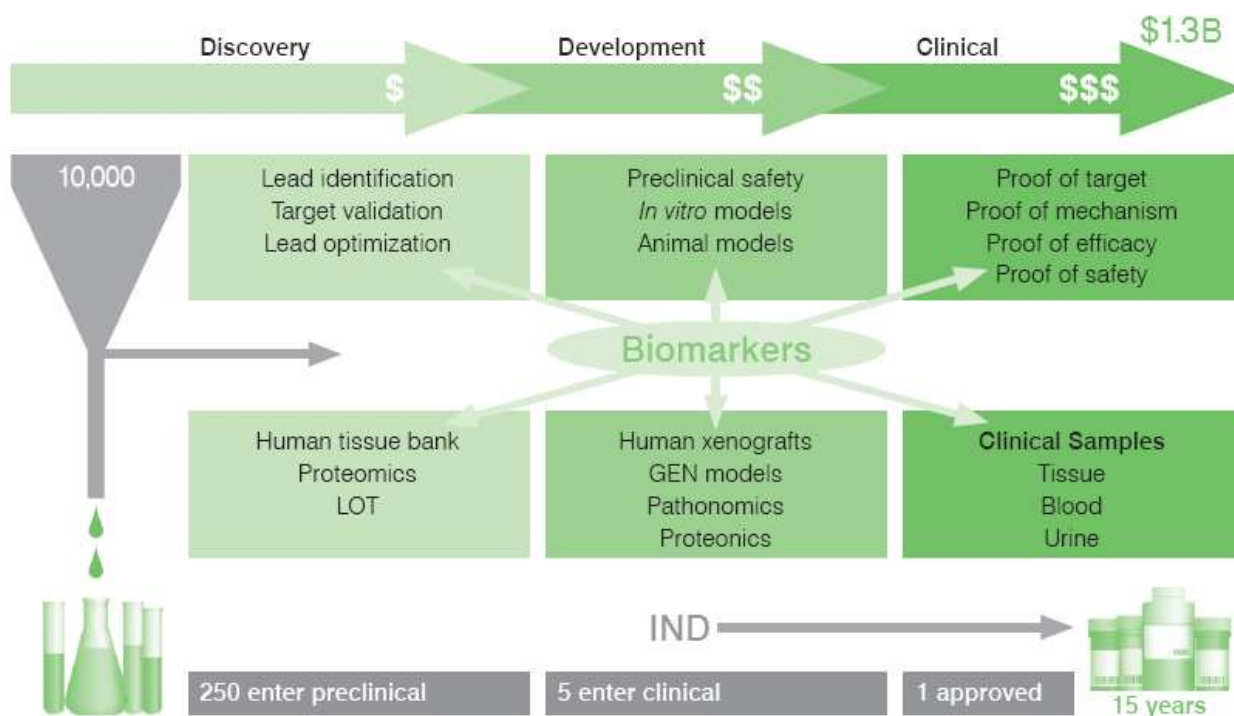 Discovery
Development
Clinical
$1.3B
$
$$
$$$
10,000
Lead identification
Target validation
Lead optimization
Preclinical safety
In vitro models
Animal models
Proof of target
Proof of mechanism
Proof of efficacy
Proof of safety
Biomarkers
Human tissue bank
Proteomics
LOT
Human xenografts
GEN models
Pathonomics
Proteonics
Clinical Samples
Tissue
Blood
Urine
IND
250 enter preclinical
5 enter clinical
1 approved
15 years